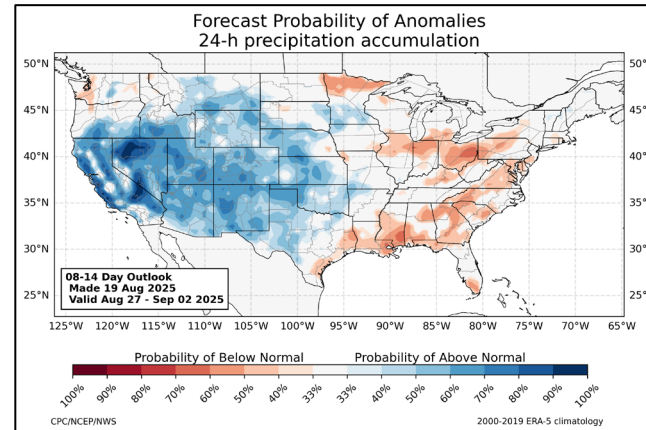 Forecast Probability of Anomalies
24-h precipitation accumulation
50°N
50°
45°N
45°
40°N
40°
35°N
35°
30°N
30°
25°N
25°
08-14 Day Outlook
Made 19 Aug 2025
Valid Aug 27 - Sep 02 2025
125°W 120°W 115°W 110°W 105°W 100°W 95°W 90°W 85°W 80°W 75°W 70°W 65°W
Probability of Below Normal Probability of Above Normal
100% 90% 80% 70% 60% 50% 40% 33% 33% 40% 50% 60% 70% 80% 90% 100%
CPC/NCEP/NWS 2000-2019 ERA-5 climatology